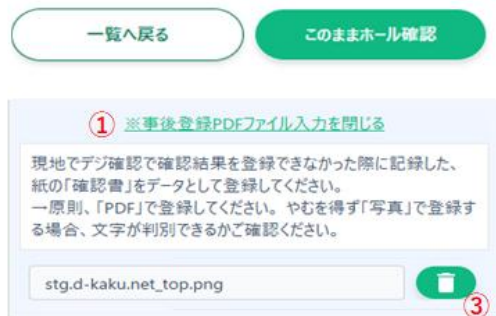 一覧へ戻る
このままホール確認
① ※事後登録PDFファイル入力を閉じる
現地でデジ確認で確認結果を登録できなかった際に記録した、
紙の「確認書」をデータとして登録してください。
→原則、「PDF」で登録してください。やむを得ず「写真」で登録す
る場合、文字が判別できるかご確認ください。
stg.d-kaku.net_top.png
③